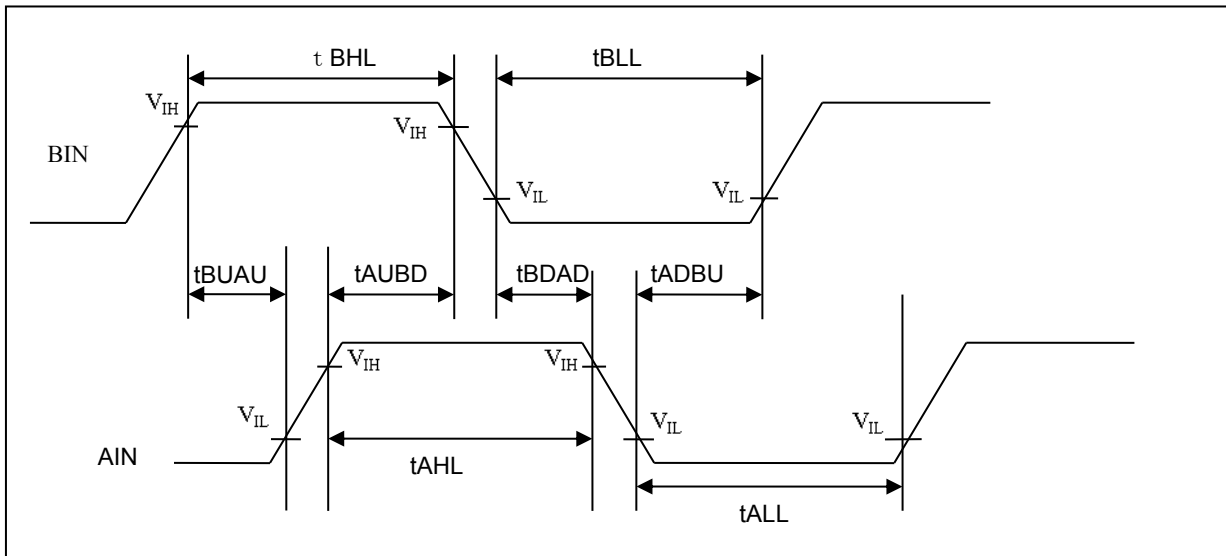 t BHL
tBLL
VIH
VIH
BIN
VIL
VIL
tBUAU
tAUBD
tBDAD
tADBU
VIH
VIH
VIL
VIL
VIL
AIN
tAHL
tALL